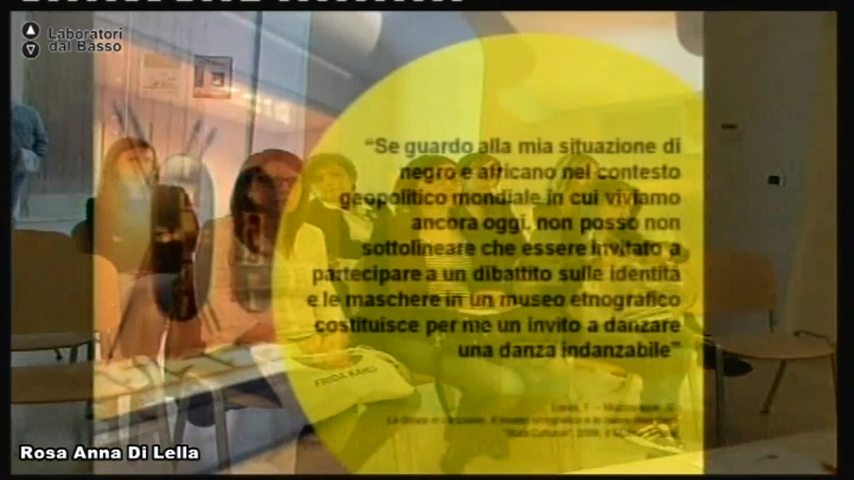 Laboratori
dal Basso
“Se guardo alla mia situazione di
negro e africano nel contesto
geopolitico mondiale in cui viviamo
ancora oggi, non posso non
sottolineare che essere invitato a
partecipare a un dibattito sulle identità
e le maschere in un museo etnografico
costituisce per me un invito a danzare
una danza indanzabile”
FRIDA KAHLO
Rosa Anna Di Lella